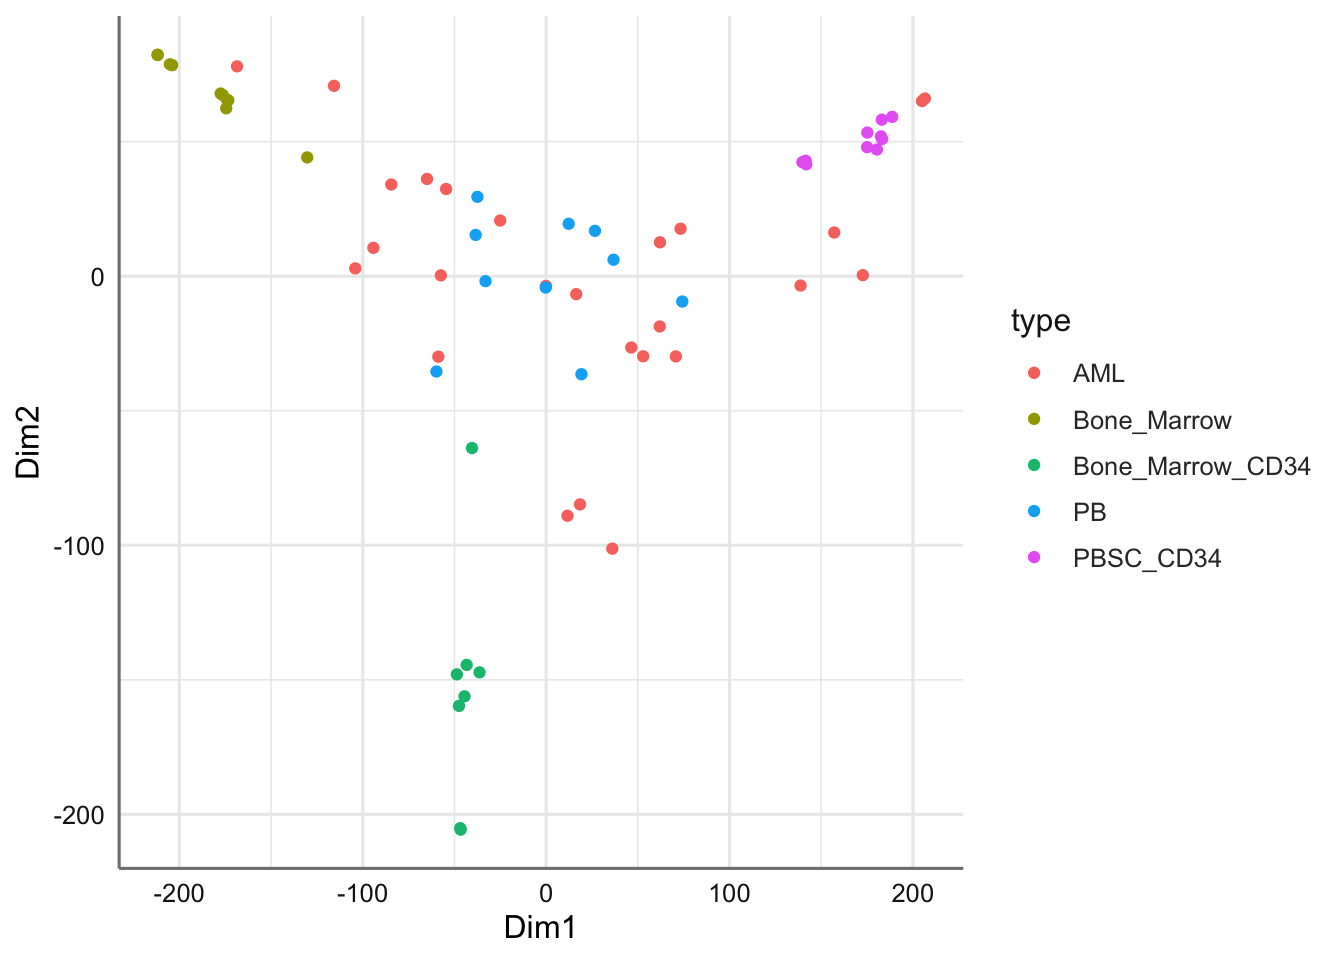 Dim2
0
-100
-200
-200
-100
0
100
200
Dim1
type
AML
Bone_Marrow
Bone_Marrow_CD34
PB
PBSC_CD34